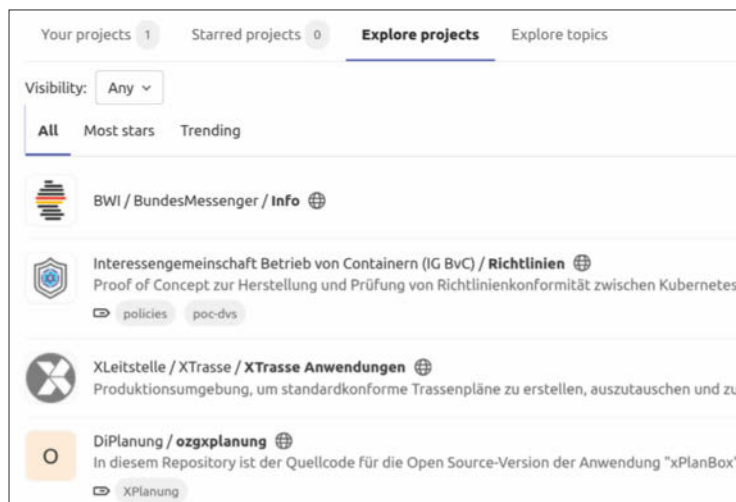 Your projects 1 Starred projects 0 Explore projects Explore topics
Visibility: Any
All Most stars Trending
BWI / BundesMessenger / Info
Interessengemeinschaft Betrieb von Containern (IG BvC) / Richtlinien
Proof of Concept zur Herstellung und Prüfung von Richtlinienkonformität zwischen Kubernetes
policies poc-dvs
XLeitstelle / XTrasse / XTrasse Anwendungen
Produktionsumgebung, um standardkonforme Trassenpläne zu erstellen, auszutauschen und zu
O
DiPlanung / ozgxplanung
In diesem Repository ist der Quellcode für die Open Source-Version der Anwendung "xPlanBox"
XPlanung